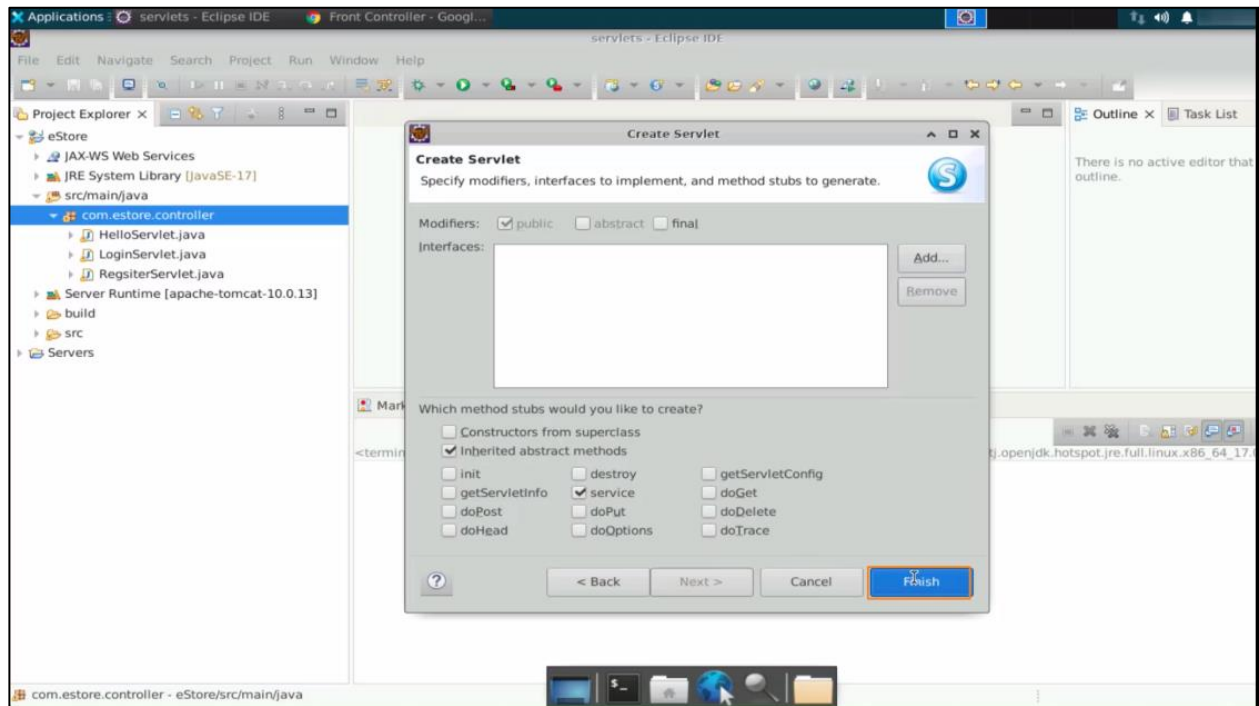 Applications
servlets - Eclipse IDE
Front Controller - Googl...
servlets - Eclipse IDE
File Edit Navigate Search Project Run Window Help
Project Explorer
Outline
Task List
eStore
JAX-WS Web Services
JRE System Library [JavaSE-17]
src/main/java
com.estore.controller
HelloServlet.java
LoginServlet.java
RegsiterServlet.java
Server Runtime [apache-tomcat-10.0.13]
build
src
Servers
There is no active editor that
outline.
Create Servlet
Create Servlet
Specify modifiers, interfaces to implement, and method stubs to generate.
S
Modifiers: public abstract final
Interfaces:
Add...
Remove
Mark
<termin
tj.openjdk.hotspot.jre.full.linux.x86_64_17.
Which method stubs would you like to create?
Constructors from superclass
Inherited abstract methods
init destroy getServletConfig
getServletInfo service doGet
doPost doPut doDelete
doHead doOptions doTrace
? < Back Next > Cancel Finish
com.estore.controller - eStore/src/main/java